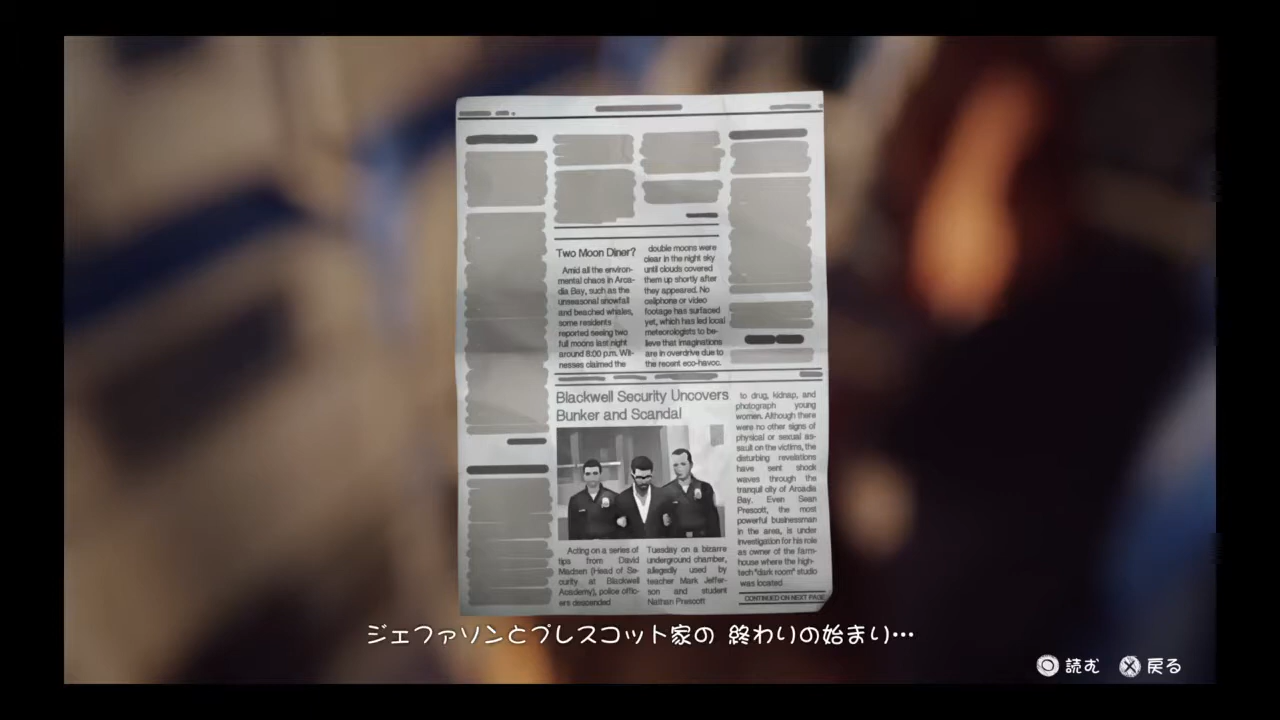 Two Moon Diner?
Amid all the environ-
mental chaos in Arca-
dia Bay, such as the
unseasonal snowfall
and beached whales,
some residents
reported seeing two
full moons last night
around 8:00 p.m. Wit-
nesses claimed the
double moons were
clear in the night sky
until clouds covered
them up shortly after
they appeared. No
cellphone or video
footage has surfaced
yet, which has led local
meteorologists to be-
lieve that imaginations
are in overdrive due to
the recent eco-havoc.
Blackwell Security Uncovers
Bunker and Scandal
Acting on a series of
tips from David
Madsen (Head of Se-
curity at Blackwell
Academy), police offic-
ers descended
Tuesday on a bizarre
underground chamber,
allegedly used by
teacher Mark Jeffer-
son and student
Nathan Prescott
to drug, kidnap, and
photograph young
women. Although there
were no other signs of
physical or sexual as-
sault on the victims, the
disturbing revelations
have sent shock
waves through the
tranquil city of Arcadia
Bay. Even Sean
Prescott, the most
powerful businessman
in the area, is under
investigation for his role
as owner of the farm-
house where the high-
tech "dark room" studio
was located
CONTINUED ON NEXT PAGE
ジェファソンとプレスコット家の 終わりの始まり…
読む 戻る